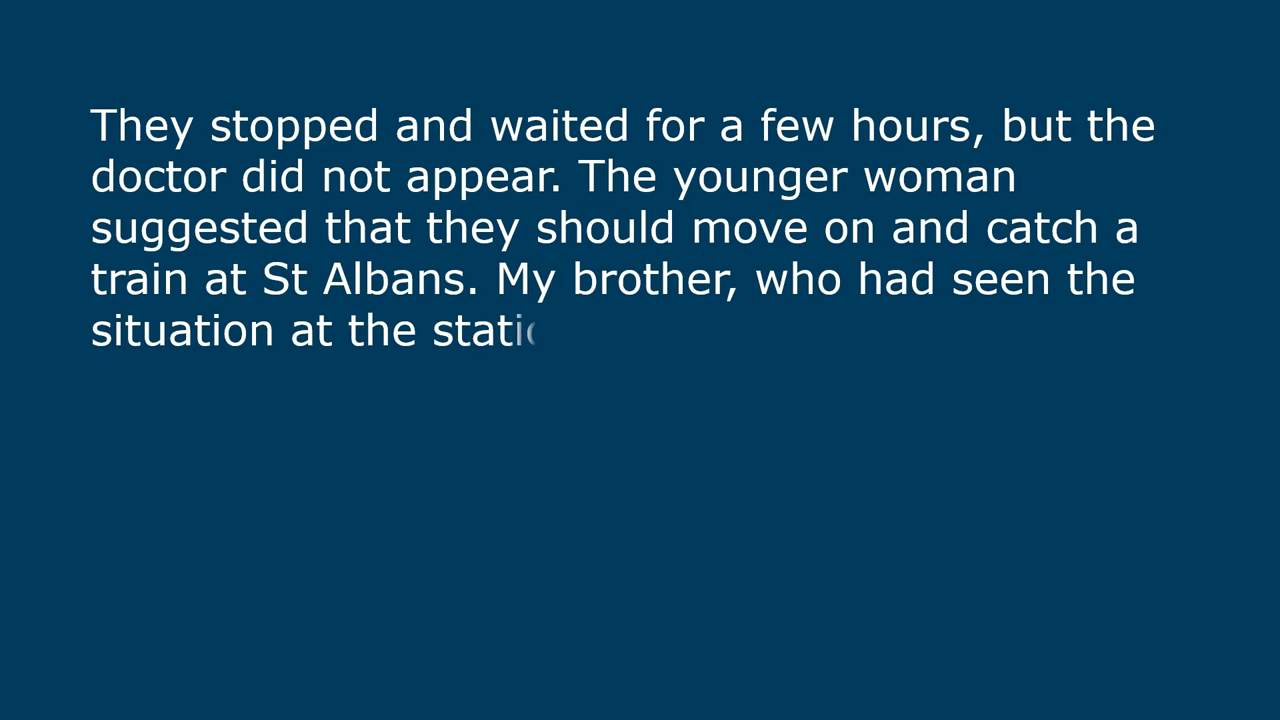 They stopped and waited for a few hours, but the
doctor did not appear. The younger woman
suggested that they should move on and catch a
train at St Albans. My brother, who had seen the
situation at the